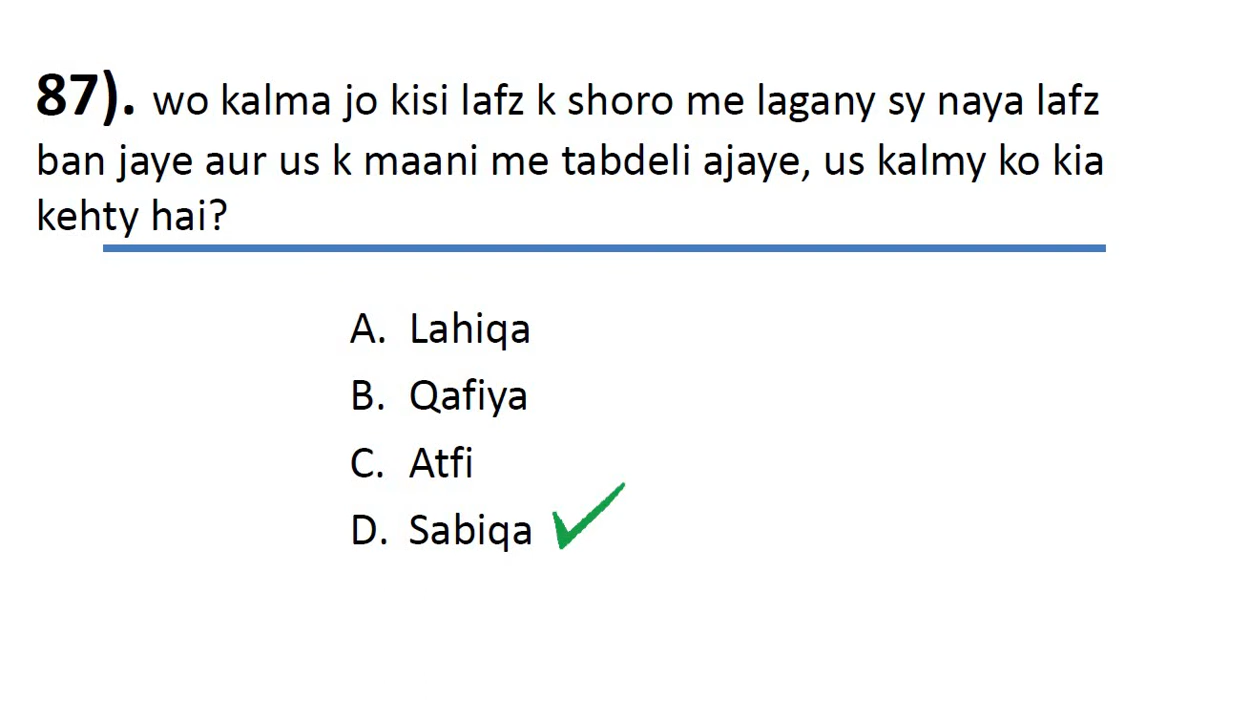 87). wo kalma jo kisi lafz k shoro me lagany sy naya lafz
ban jaye aur us k maani me tabdeli ajaye, us kalmy ko kia
kehty hai?
A. Lahiqa
B. Qafiya
C. Atfi
D. Sabiqa